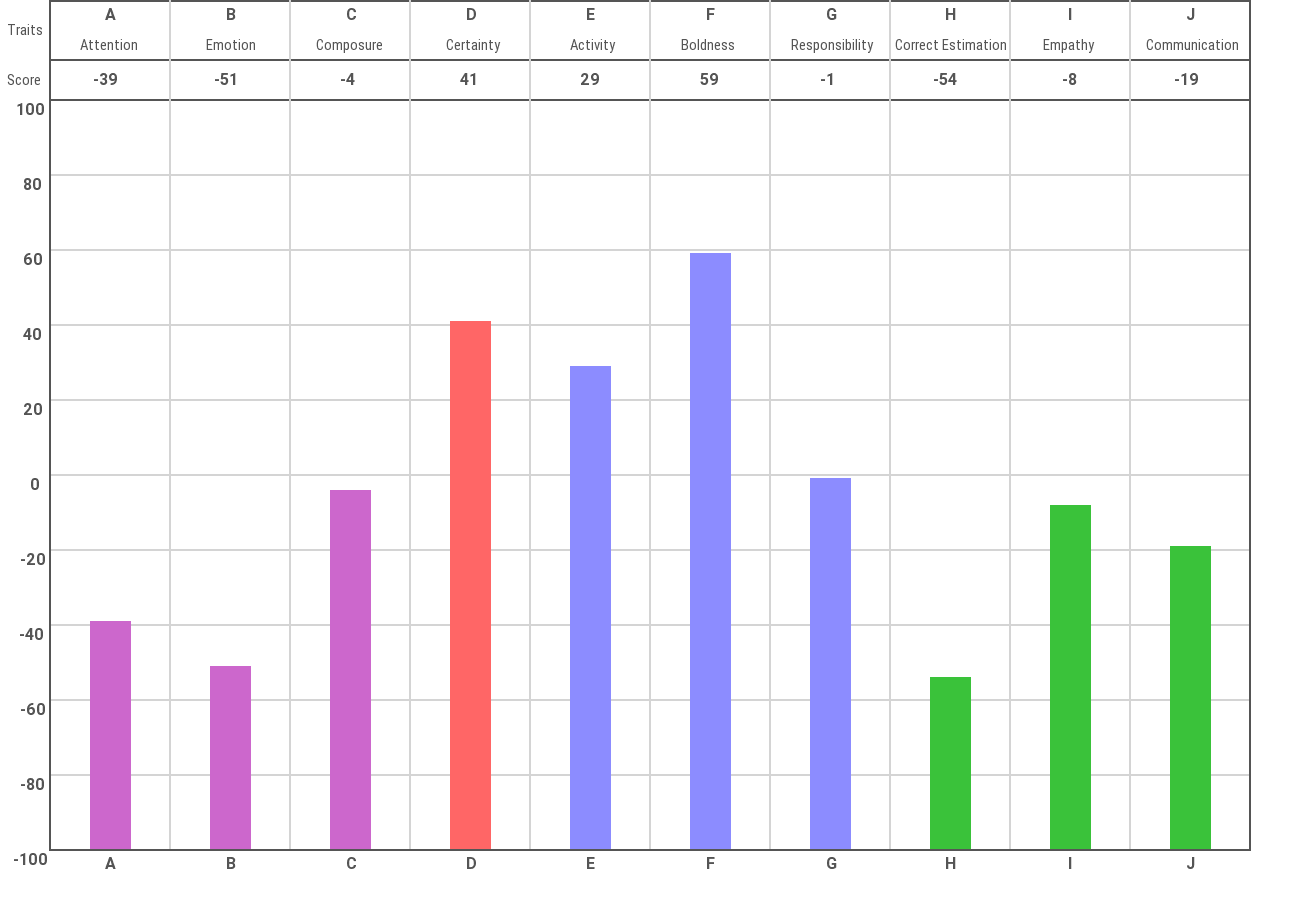 A B C D E F G H I J
Traits
Attention Emotion Composure Certainty Activity Boldness Responsibility Correct Estimation Empathy Communication
Score -39 -51 -4 41 29 59 -1 -54 -8 -19
100
80
60
40
20
0
-20
-40
-60
-80
-100
A B C D E F G H I J